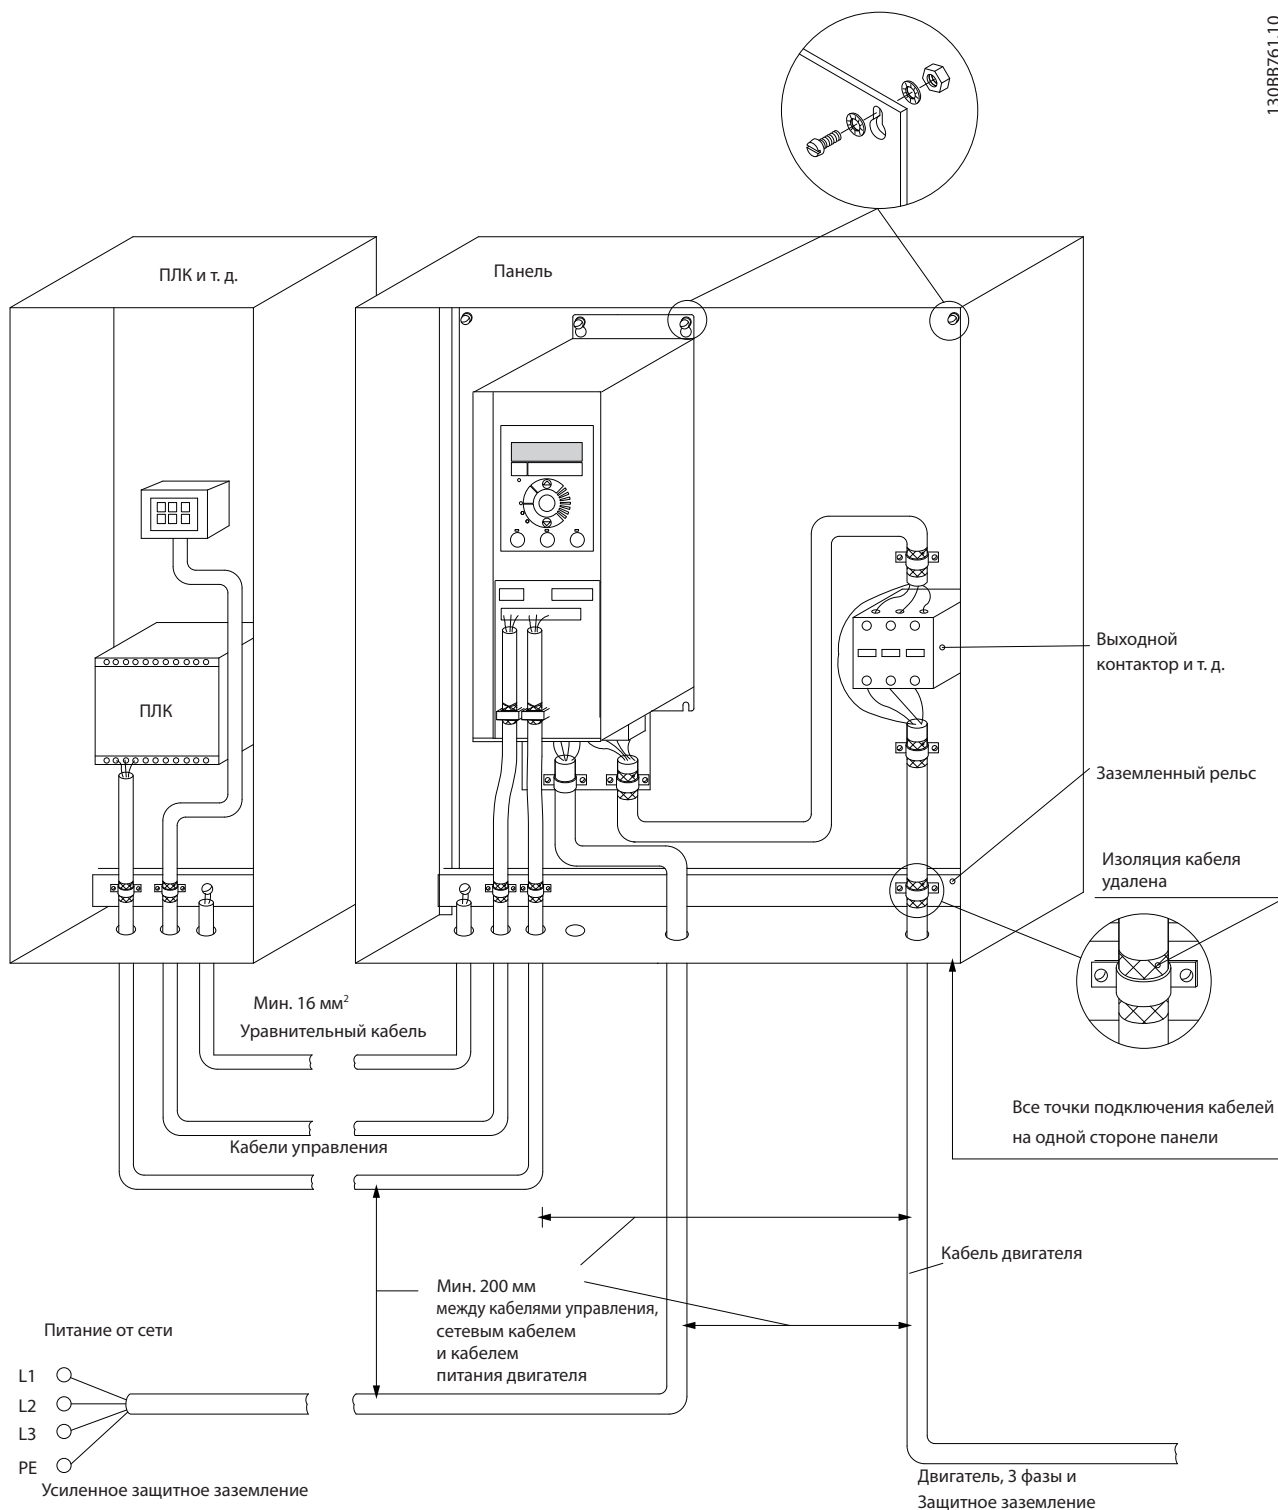 130BB761.10
ПЛК и т. д.
Панель
ПЛК
Выходной
контактор и т. д.
Заземленный рельс
Изоляция кабеля
удалена
Мин. 16 мм²
Уравнительный кабель
Все точки подключения кабелей
на одной стороне панели
Кабели управления
Кабель двигателя
Мин. 200 мм
между кабелями управления,
сетевым кабелем
и кабелем
питания двигателя
Питание от сети
L1
L2
L3
PE
Усиленное защитное заземление
Двигатель, 3 фазы и
Защитное заземление